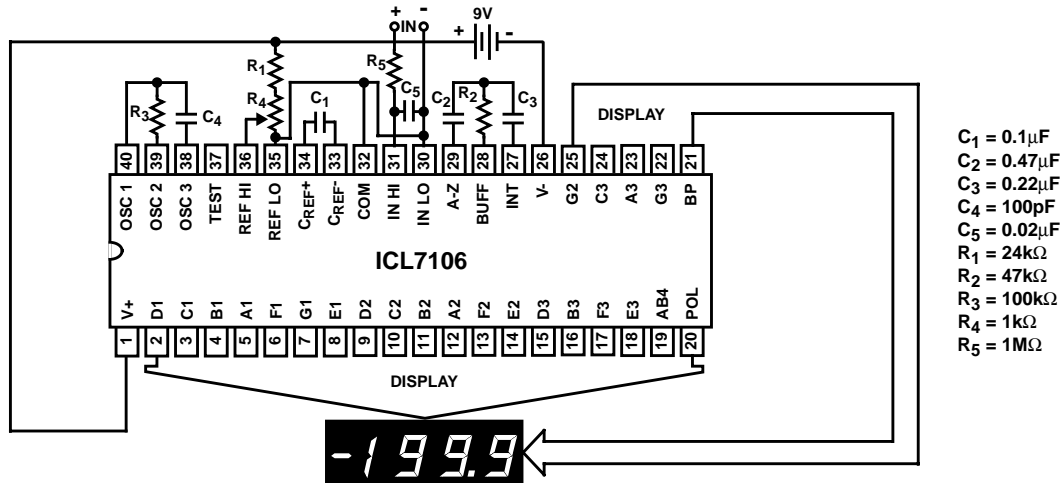 + -
IN
+ 9V -
R1
R5
R4
C1
C5
C2
R2
C3
R3
C4
DISPLAY
40 39 38 37 36 35 34 33 32 31 30 29 28 27 26 25 24 23 22 21
OSC 1
OSC 2
OSC 3
TEST
REF HI
REF LO
CREF+
CREF-
COM
IN HI
IN LO
A-Z
BUFF
INT
V-
G2
C3
A3
G3
BP
ICL7106
V+
D1
C1
B1
A1
F1
G1
E1
D2
C2
B2
A2
F2
E2
D3
B3
F3
E3
AB4
POL
1 2 3 4 5 6 7 8 9 10 11 12 13 14 15 16 17 18 19 20
DISPLAY
-199.9
C1 = 0.1μF
C2 = 0.47μF
C3 = 0.22μF
C4 = 100pF
C5 = 0.02μF
R1 = 24kΩ
R2 = 47kΩ
R3 = 100kΩ
R4 = 1kΩ
R5 = 1MΩ